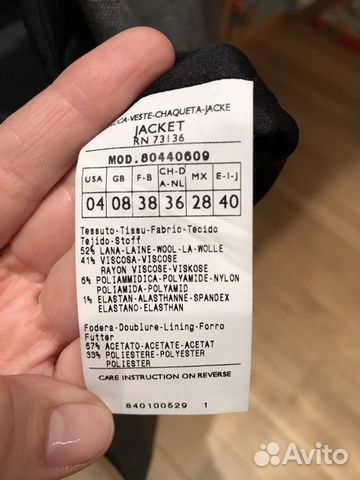 CCA-VESTE-CHAQUETA-JACKE
JACKET
RN 73136
MOD.80440609
USA GB F-B CH-D A-NL MX E-I-J
04 08 38 36 28 40
Tessuto-Tissu-Fabric-Tecido
Tejido-Stoff
52% LANA-LAINE-WOOL-LA-WOLLE
41% VISCOSA-VISCOSE
RAYON VISCOSE-VISKOSE
6% POLIAMMIDICA-POLYAMIDE-NYLON
POLIAMIDA-POLYAMID
1% ELASTAN-ALASTHANNE-SPANDEX
ELASTANO-ELASTAN
Fodera-Doublure-Lining-Forro
Futter
67% ACETATO-ACETATE-ACETAT
33% POLIESTERE-POLYESTER
POLIESTER
CARE INSTRUCTION ON REVERSE
840100529 1
Avito